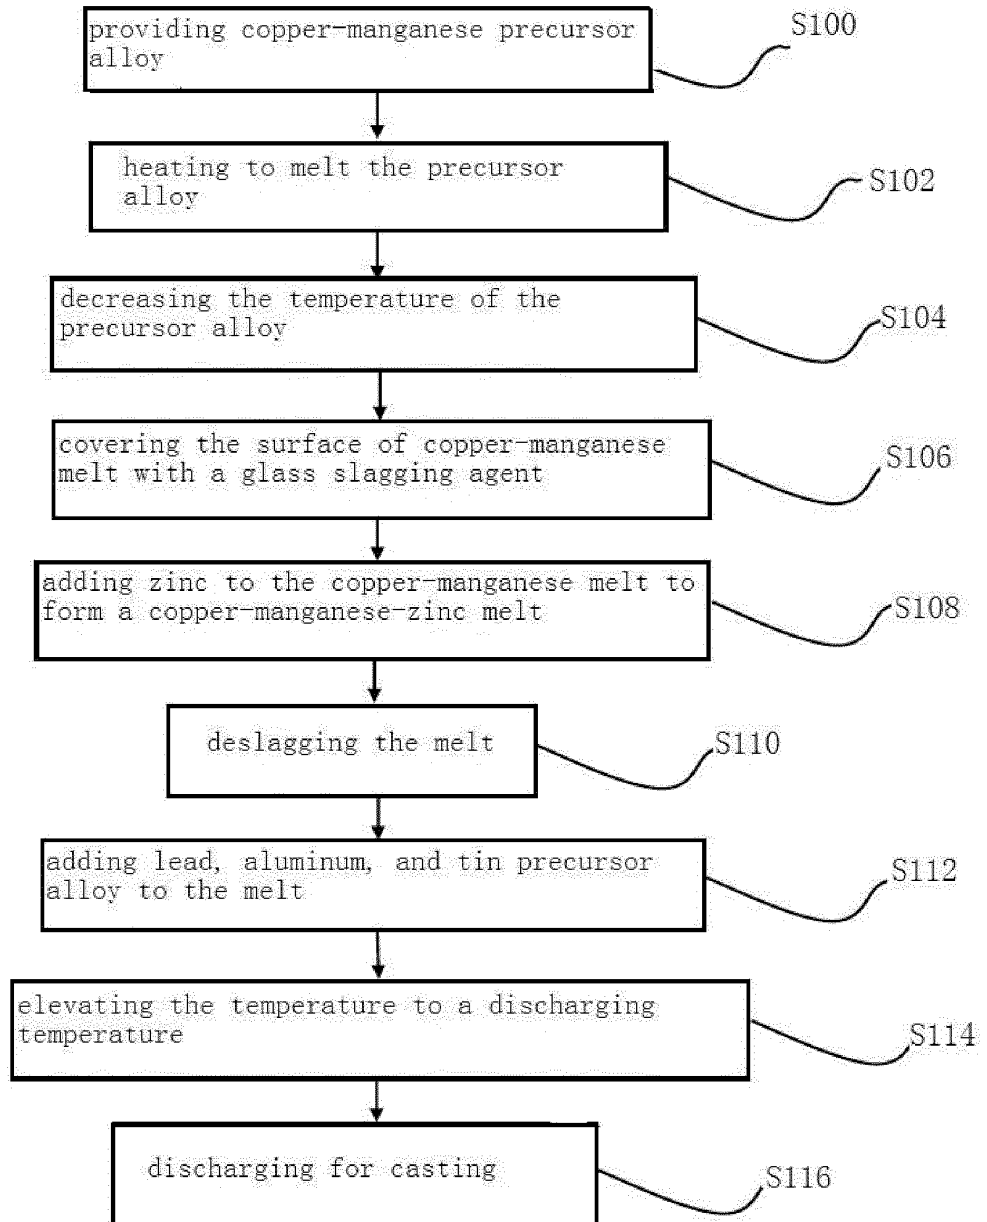 providing copper-manganese precursor
alloy
S100
heating to melt the precursor
alloy
S102
decreasing the temperature of the
precursor alloy
S104
covering the surface of copper-manganese
melt with a glass slagging agent
S106
adding zinc to the copper-manganese melt to
form a copper-manganese-zinc melt
S108
deslagging the melt
S110
adding lead, aluminum, and tin precursor
alloy to the melt
S112
elevating the temperature to a discharging
temperature
S114
discharging for casting
S116